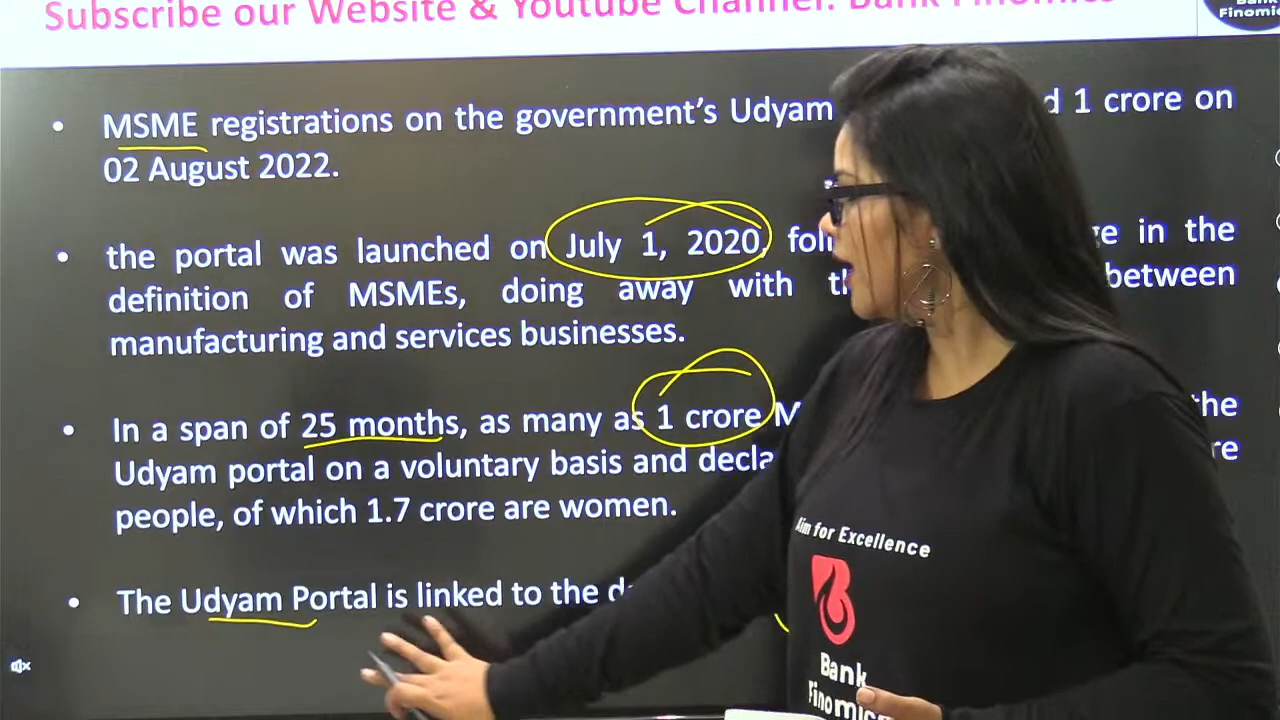 Subscribe our Website & Youtube Channel: Bank Finomics
Bank
Finomic
• MSME registrations on the government's Udyam d 1 crore on
02 August 2022.
• the portal was launched on July 1, 2020, foll ge in the
definition of MSMEs, doing away with th between
manufacturing and services businesses.
• In a span of 25 months, as many as 1 crore M the
Udyam portal on a voluntary basis and decla re
people, of which 1.7 crore are women.
• The Udyam Portal is linked to the d
Aim for Excellence
Bank
Finomics